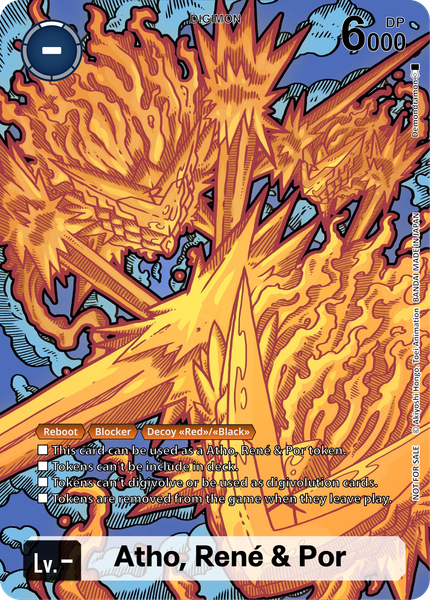 DIGIMON
DP
6000
-
Demondramon
© Akiyoshi Hongo, Toei Animation BANDAI MADE IN JAPAN
NOT FOR SALE
Reboot Blocker Decoy «Red»/«Black»
■ This card can be used as a Atho, René & Por token.
■ Tokens can't be include in deck.
■ Tokens can't digivolve or be used as digivolution cards.
■ Tokens are removed from the game when they leave play.
Lv.-
Atho, René & Por